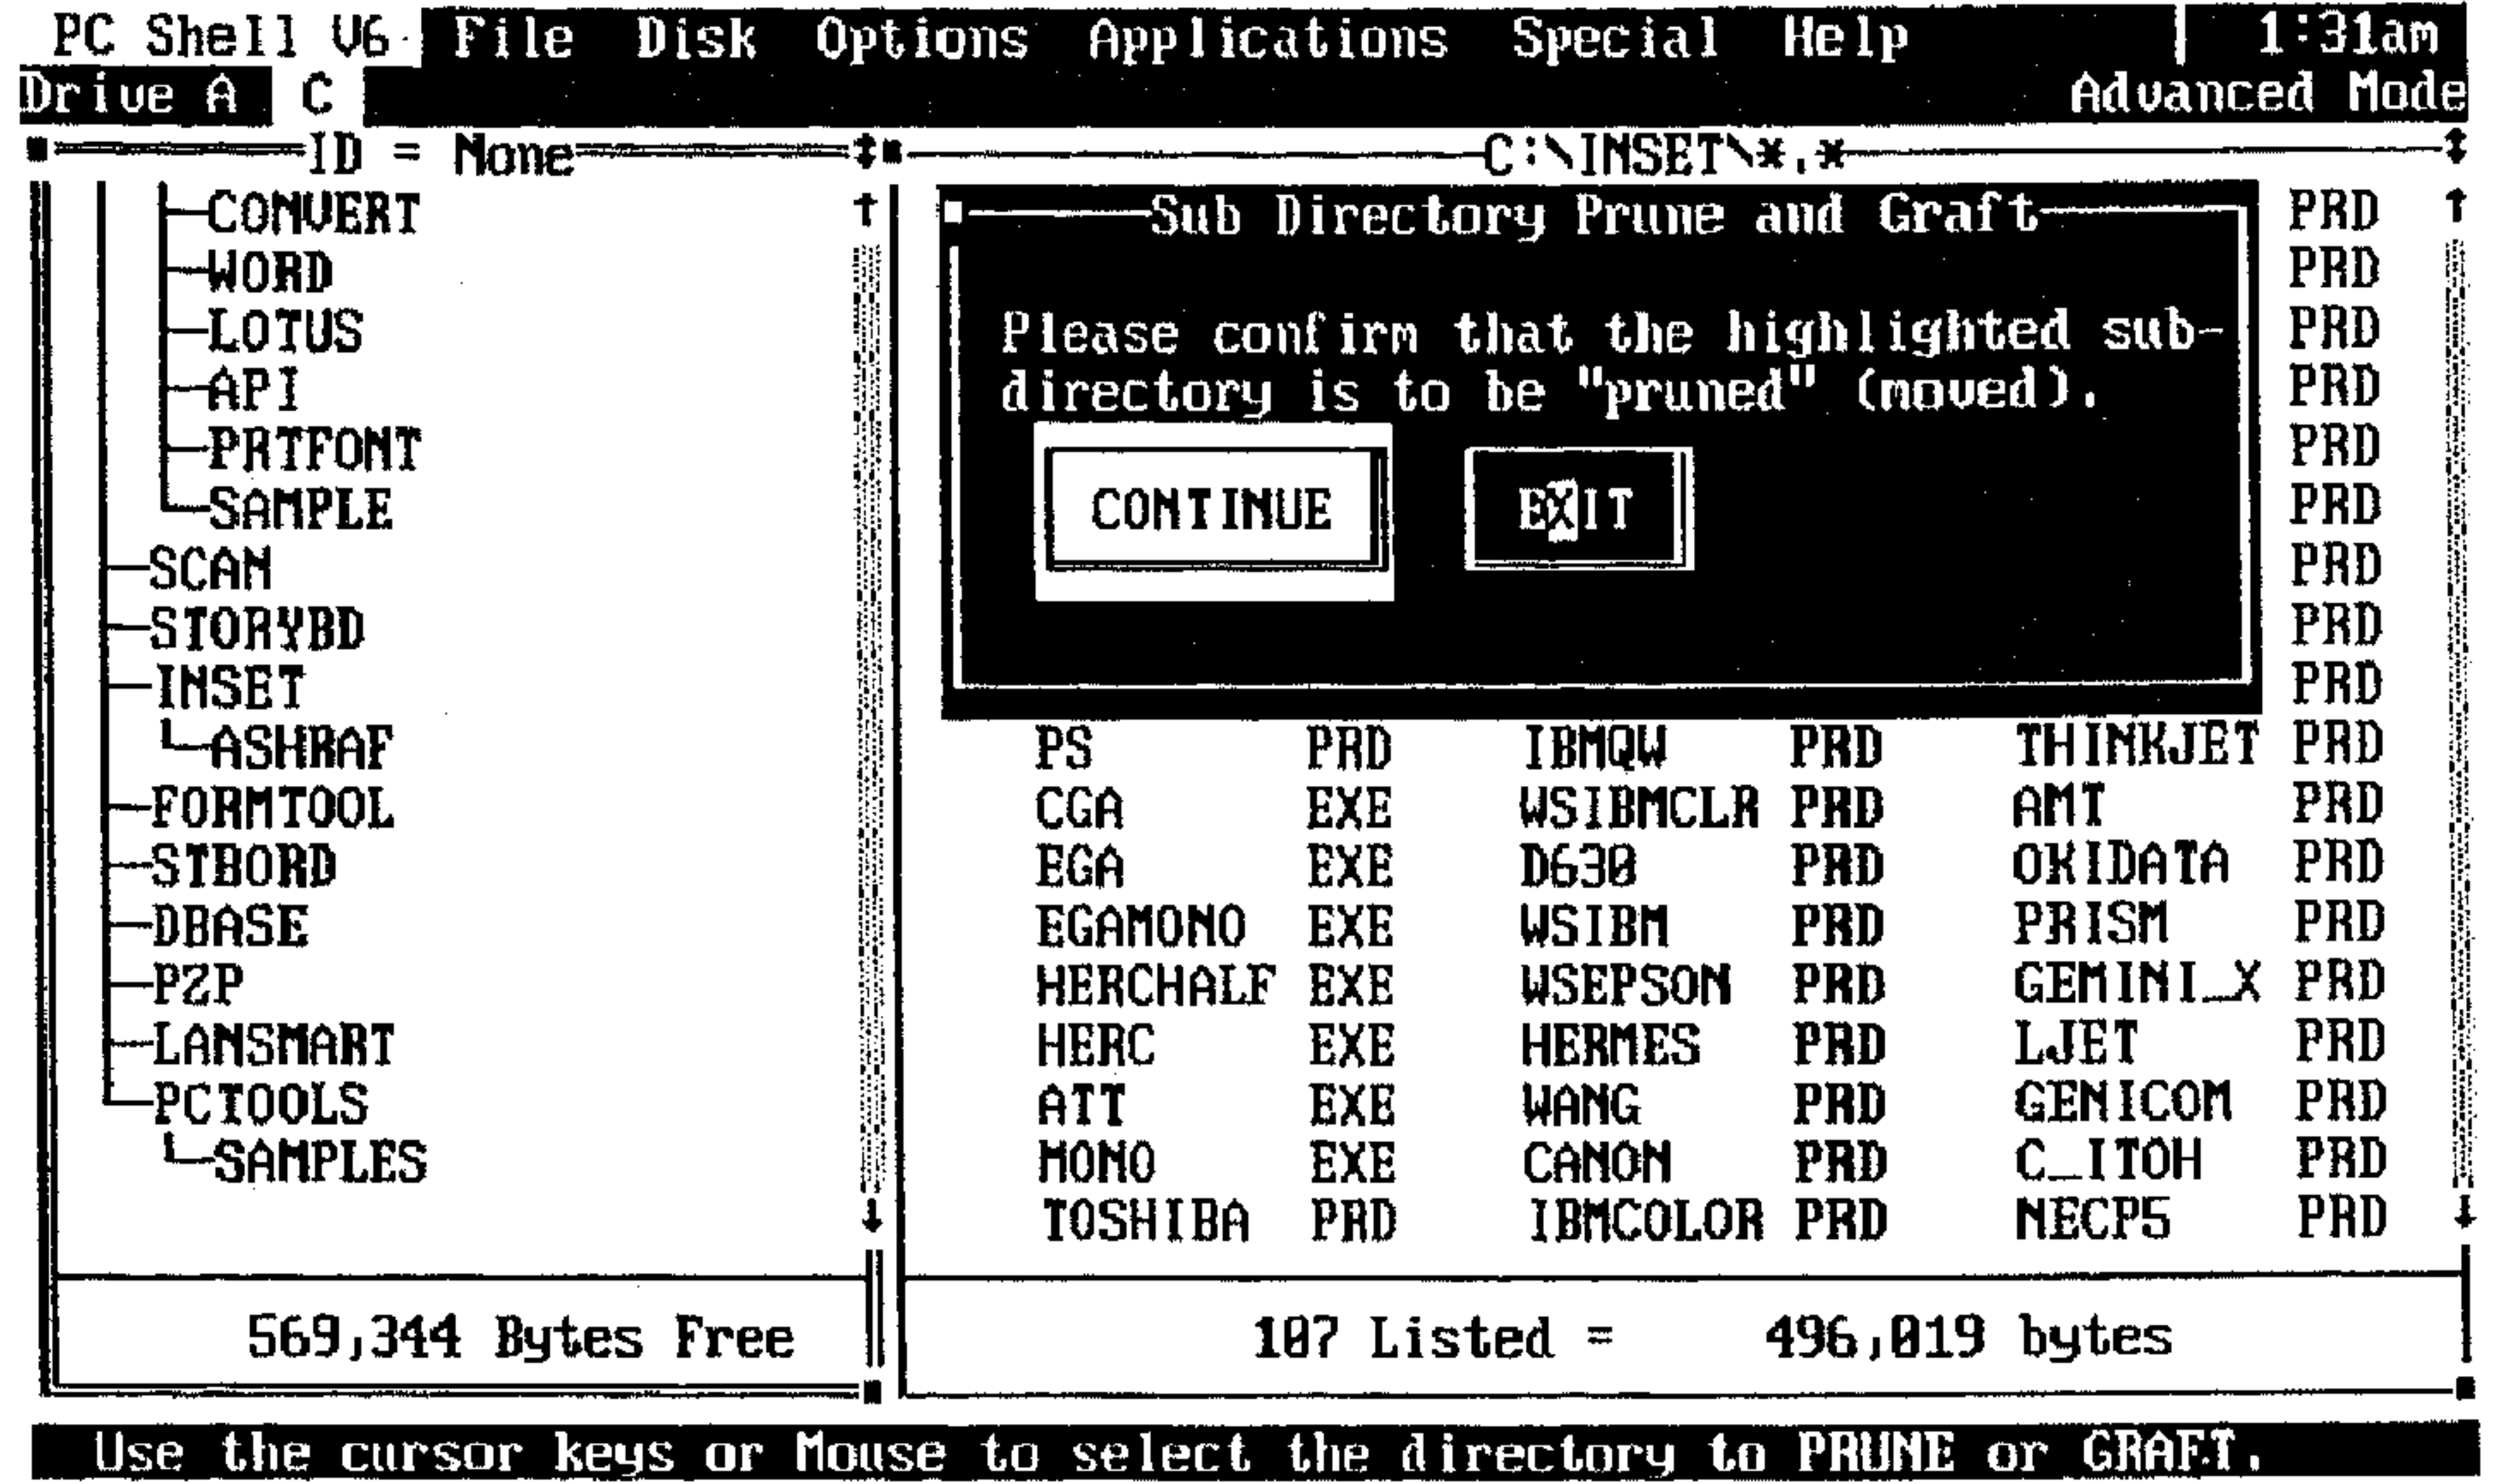 PC Shell V6 File Disk Options Applications Special Help 1:31am
Drive A C Advanced Mode
ID = None
CONVERT
WORD
LOTUS
API
PRTFONT
SAMPLE
SCAN
STORYBD
INSET
ASHRAF
FORMTOOL
STBORD
DBASE
P2P
LANSMART
PCTOOLS
SAMPLES
569,344 Bytes Free
C:\INSET\*.*
Sub Directory Prune and Graft
Please confirm that the highlighted sub-
directory is to be "pruned" (moved).
CONTINUE EXIT
PRD
PRD
PRD
PRD
PRD
PRD
PRD
PRD
PRD
PS PRD IBMQW PRD THINKJET PRD
CGA EXE WSIBMCLR PRD AMT PRD
EGA EXE D630 PRD OKIDATA PRD
EGAMONO EXE WSIBM PRD PRISM PRD
HERCHALF EXE WSEPSON PRD GEMINI_X PRD
HERC EXE HERMES PRD LJET PRD
ATT EXE WANG PRD GENICOM PRD
MONO EXE CANON PRD C_ITOH PRD
TOSHIBA PRD IBMCOLOR PRD NECP5 PRD
107 Listed = 496,019 bytes
Use the cursor keys or Mouse to select the directory to PRUNE or GRAFT.